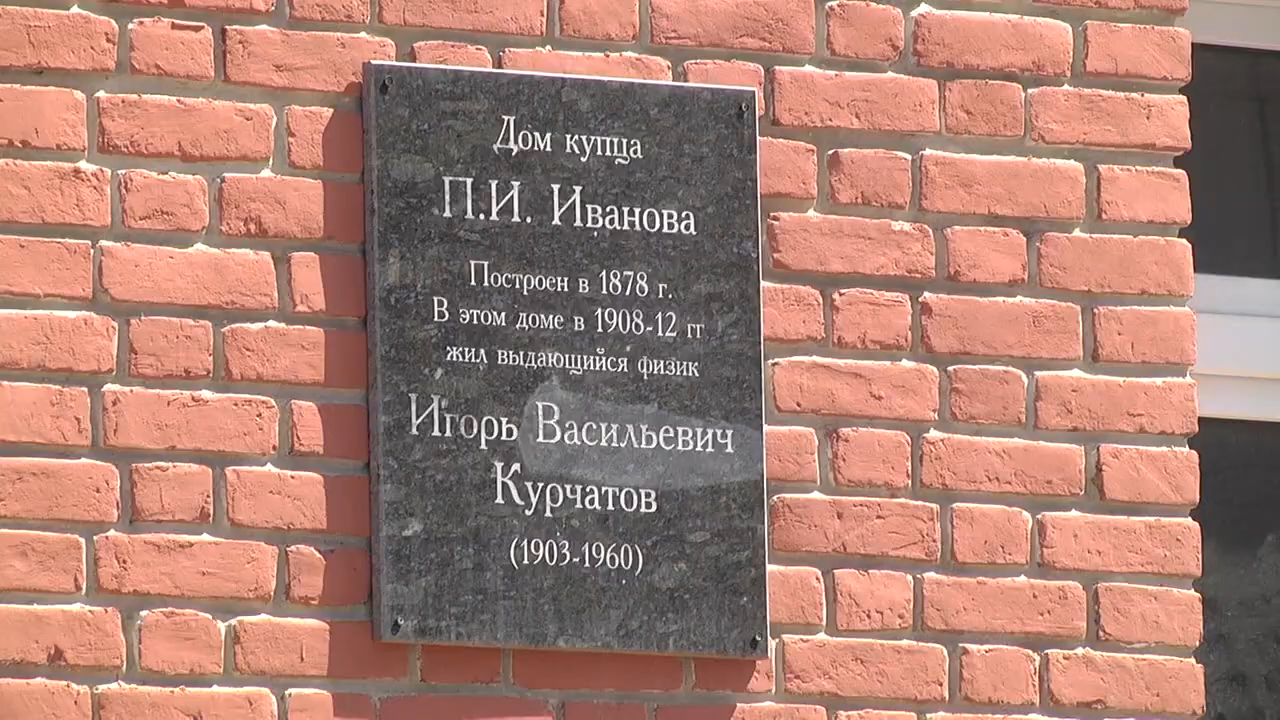 Дом купца
П.И. Иванова
Построен в 1878 г.
В этом доме в 1908-12 гг
жил выдающийся физик
Игорь Васильевич
Курчатов
(1903-1960)